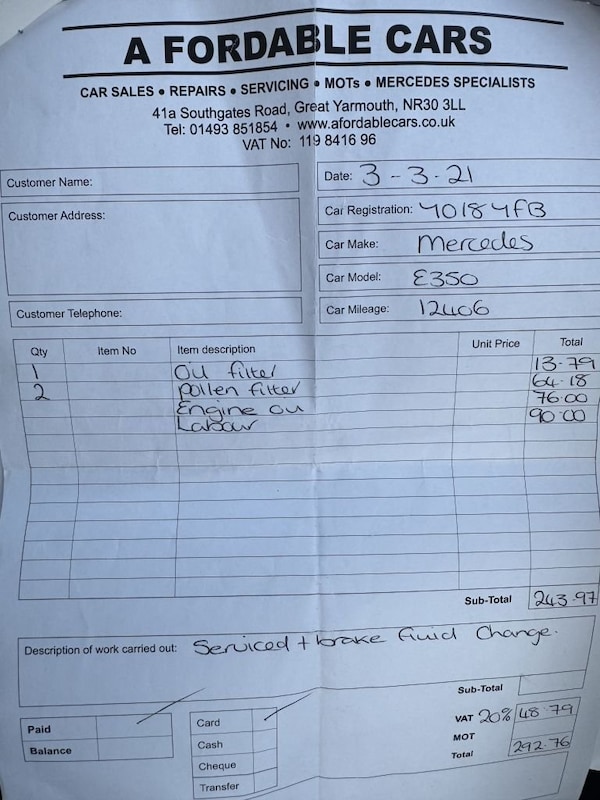 A FORDABLE CARS
CAR SALES • REPAIRS • SERVICING • MOTs • MERCEDES SPECIALISTS
41a Southgates Road, Great Yarmouth, NR30 3LL
Tel: 01493 851854 • www.afordablecars.co.uk
VAT No: 119 8416 96
Customer Name:
Date: 3-3-21
Customer Address:
Car Registration: YO18YFB
Car Make: Mercedes
Car Model: E350
Customer Telephone:
Car Mileage: 12406
Qty Item No Item description Unit Price Total
1 Oil filter 13.79
2 pollen filter 64.18
Engine oil 76.00
Labour 90.00
Sub-Total 243.97
Description of work carried out: Serviced + brake fluid Change.
Sub-Total
Paid
Card
VAT 20% 48.79
Balance
Cash
MOT
Cheque
Total 292.76
Transfer